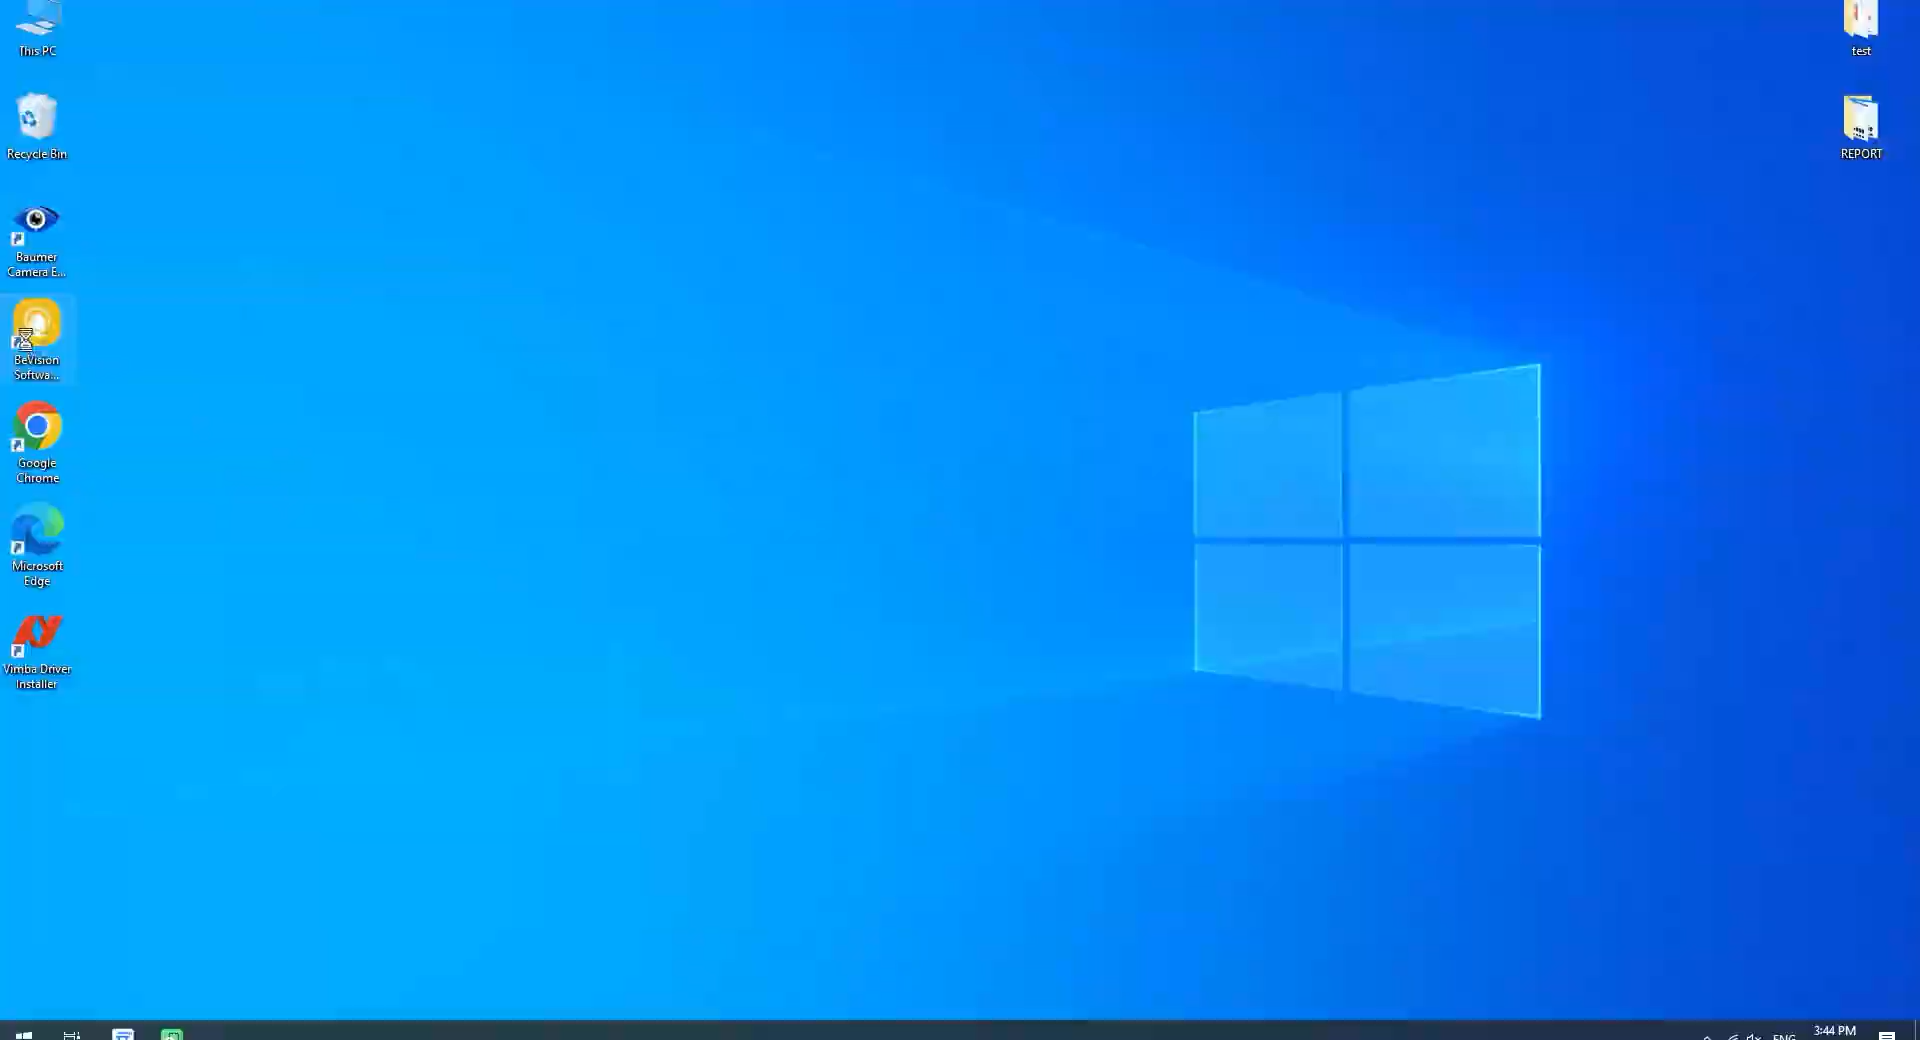 This PC
Recycle Bin
Baumer
Camera E...
BeVision
Softwa...
Google
Chrome
Microsoft
Edge
Vimba Driver
Installer
test
REPORT
ENG
3:44 PM